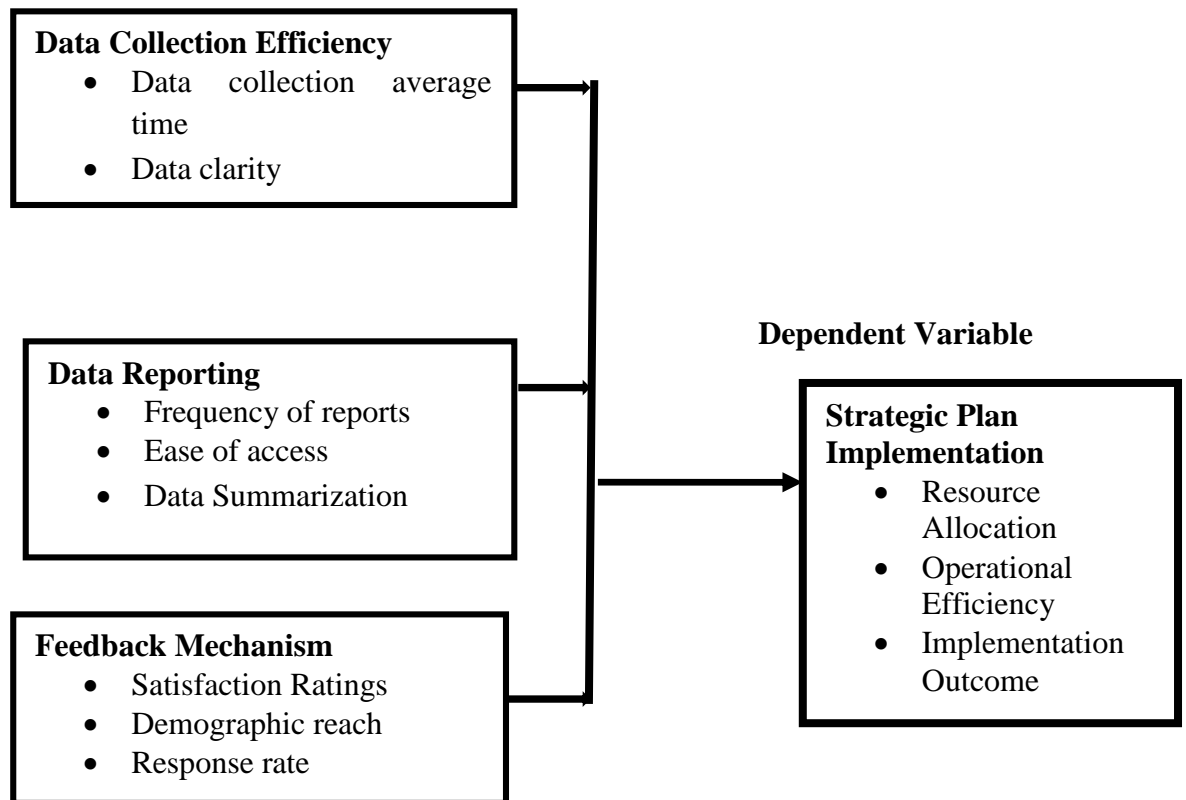 Data Collection Efficiency
• Data collection average
time
• Data clarity
Data Reporting
• Frequency of reports
• Ease of access
• Data Summarization
Feedback Mechanism
• Satisfaction Ratings
• Demographic reach
• Response rate
Dependent Variable
Strategic Plan
Implementation
• Resource
Allocation
• Operational
Efficiency
• Implementation
Outcome